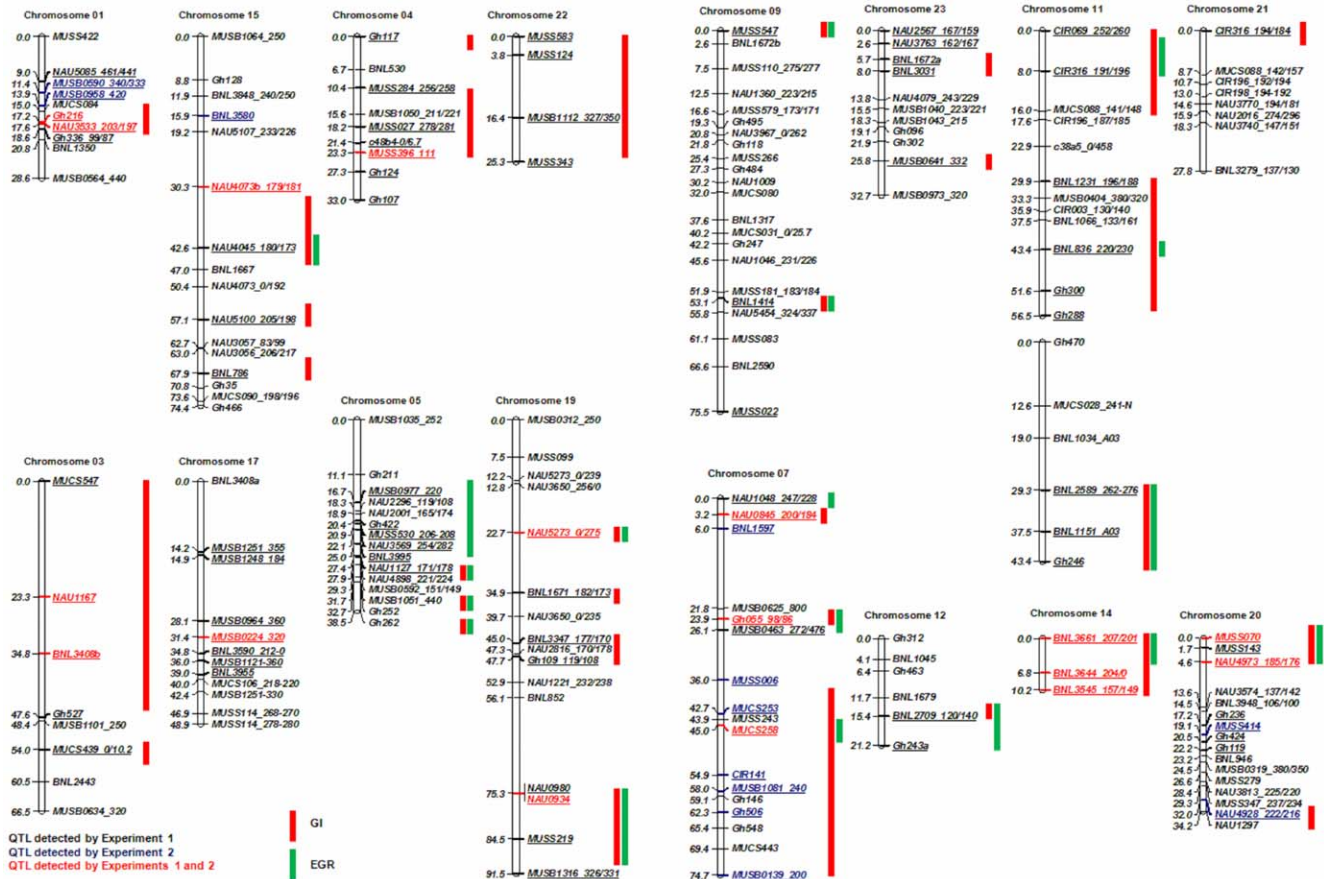 Chromosome 01
0.0 MUSS422
9.0 NAU5085_461/441
11.4 MUSB0590_340/333
13.9 MUSB0958_420
15.0 MUCS084
17.2 Gh216
17.6 NAU3533_203/197
18.6 Gh336_99/87
20.8 BNL1350
28.6 MUSB0564_440
Chromosome 15
0.0 MUSB1064_250
8.8 Gh128
11.9 BNL3848_240/250
15.9 BNL3580
19.2 NAU5107_233/226
30.3 NAU4073b_179/181
42.6 NAU4045_180/173
47.0 BNL1667
50.4 NAU4073_0/192
57.1 NAU5100_205/198
62.7 NAU3057_83/99
63.0 NAU3056_206/217
67.9 BNL786
70.8 Gh35
73.6 MUCS090_198/196
74.4 Gh466
Chromosome 04
0.0 Gh117
6.7 BNL530
10.4 MUSS284_256/258
15.6 MUSB1050_211/221
18.2 MUSS027_278/281
21.4 c48b4-0/6.7
23.3 MUSS396_111
27.3 Gh124
33.0 Gh107
Chromosome 22
0.0 MUSS583
3.8 MUSS124
16.4 MUSB1112_327/350
25.3 MUSS343
Chromosome 09
0.0 MUSS547
2.6 BNL1672b
7.5 MUSS110_275/277
12.5 NAU1360_223/215
16.6 MUSS579_173/171
19.3 Gh495
20.8 NAU3967_0/262
21.8 Gh118
25.4 MUSS266
27.3 Gh484
30.2 NAU1009
32.0 MUCS080
37.6 BNL1317
40.2 MUCS031_0/25.7
42.2 Gh247
45.6 NAU1046_231/226
51.9 MUSS181_183/184
53.1 BNL1414
55.8 NAU5454_324/337
61.1 MUSS083
66.6 BNL2590
75.5 MUSS022
Chromosome 23
0.0 NAU2567_167/159
2.6 NAU3763_162/167
5.7 BNL1672a
8.0 BNL3031
13.8 NAU4079_243/229
15.5 MUSB1040_223/221
18.3 MUSB1043_215
19.1 Gh096
21.9 Gh302
25.8 MUSB0641_332
32.7 MUSB0973_320
Chromosome 11
0.0 CIR069_252/260
8.0 CIR316_191/196
16.0 MUCS088_141/148
17.6 CIR196_187/185
22.9 c38a5_0/458
29.9 BNL1231_196/188
33.3 MUSB0404_380/320
35.9 CIR003_130/140
37.5 BNL1066_133/161
43.4 BNL836_220/230
51.6 Gh300
56.5 Gh288
0.0 Gh470
12.6 MUCS028_241-N
19.0 BNL1034_A03
29.3 BNL2589_262-276
37.5 BNL1151_A03
43.4 Gh246
Chromosome 21
0.0 CIR316_194/184
8.7 MUCS088_142/157
10.7 CIR196_192/194
13.0 CIR198_194-192
14.6 NAU3770_194/181
15.9 NAU2016_274/296
18.3 NAU3740_147/151
27.8 BNL3279_137/130
Chromosome 03
0.0 MUCS547
23.3 NAU1167
34.8 BNL3408b
47.6 Gh527
48.4 MUSB1101_250
54.0 MUCS439_0/10.2
60.5 BNL2443
66.5 MUSB0634_320
Chromosome 17
0.0 BNL3408a
14.2 MUSB1251_355
14.9 MUSB1248_184
28.1 MUSB0964_360
31.4 MUSB0224_320
34.8 BNL3590_212-0
36.0 MUSB1121-360
39.0 BNL3955
40.0 MUCS106_218-220
42.4 MUSB1251-330
46.9 MUSS114_268-270
48.9 MUSS114_278-280
Chromosome 05
0.0 MUSB1035_252
11.1 Gh211
16.7 MUSB0977_220
18.3 NAU2296_119/108
18.9 NAU2001_165/174
20.4 Gh422
20.9 MUSS530_206-208
22.1 NAU3569_254/282
25.0 BNL3995
27.4 NAU1127_171/178
27.9 NAU4898_221/224
29.3 MUSB0592_151/149
31.7 MUSB1051_440
32.7 Gh252
38.5 Gh262
Chromosome 19
0.0 MUSB0312_250
7.5 MUSS099
12.2 NAU5273_0/239
12.8 NAU3650_256/0
22.7 NAU5273_0/275
34.9 BNL1671_182/173
39.7 NAU3650_0/235
45.0 BNL3347_177/170
47.3 NAU2816_170/178
47.7 Gh109_119/108
52.9 NAU1221_232/238
56.1 BNL852
75.3 NAU0980
NAU0934
84.5 MUSS219
91.5 MUSB1316_326/331
Chromosome 07
0.0 NAU1048_247/228
3.2 NAU0845_200/194
6.0 BNL1597
21.8 MUSB0625_800
23.9 Gh055_98/86
26.1 MUSB0463_272/476
36.0 MUSS006
42.7 MUCS253
43.9 MUSS243
45.0 MUCS258
54.9 CIR141
58.0 MUSB1081_240
59.1 Gh146
62.3 Gh506
65.4 Gh548
69.4 MUCS443
74.7 MUSB0139_200
Chromosome 12
0.0 Gh312
4.1 BNL1045
6.4 Gh463
11.7 BNL1679
15.4 BNL2709_120/140
21.2 Gh243a
Chromosome 14
0.0 BNL3661_207/201
6.8 BNL3644_204/0
10.2 BNL3545_157/149
Chromosome 20
0.0 MUSS070
1.7 MUSS143
4.6 NAU4973_185/176
13.6 NAU3574_137/142
14.5 BNL3948_106/100
17.2 Gh236
19.1 MUSS414
20.5 Gh424
22.2 Gh119
23.2 BNL946
24.5 MUSB0319_380/350
26.6 MUSS279
28.4 NAU3813_225/220
29.3 MUSS347_237/234
32.0 NAU4928_222/216
34.2 NAU1297
QTL detected by Experiment 1
QTL detected by Experiment 2
QTL detected by Experiments 1 and 2
GI
EGR